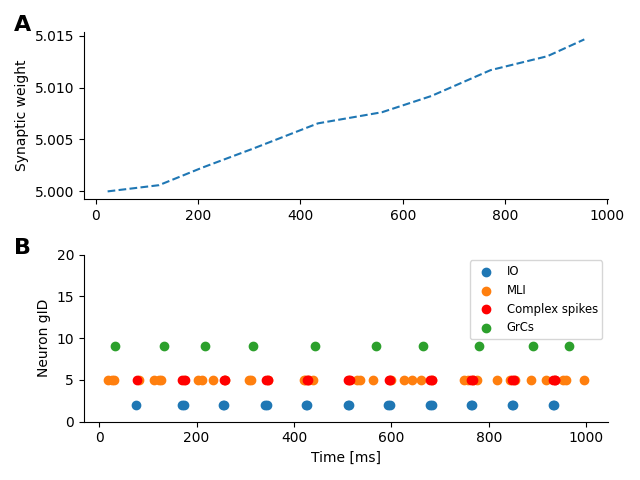 A
5.015
5.010
5.005
5.000
Synaptic weight
0 200 400 600 800 1000
B
20
15
10
5
0
Neuron gID
IO
MLI
Complex spikes
GrCs
0 200 400 600 800 1000
Time [ms]